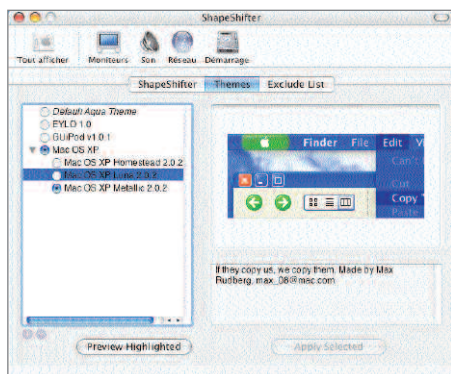 ShapeShifter
Tout afficher Moniteurs Son Réseau Démarrage
ShapeShifter Themes Exclude List
Default Aqua Theme
EYLO 1.0
GUiPod v1.0.1
Mac OS XP
Mac OS XP Homestead 2.0.2
Mac OS XP Luna 2.0.2
Mac OS XP Metallic 2.0.2
Finder File Edit
Can't
Cut
Copy
Paste
If they copy us, we copy them. Made by Max
Rudberg. max_08@mac.com
Preview Highlighted Apply Selected